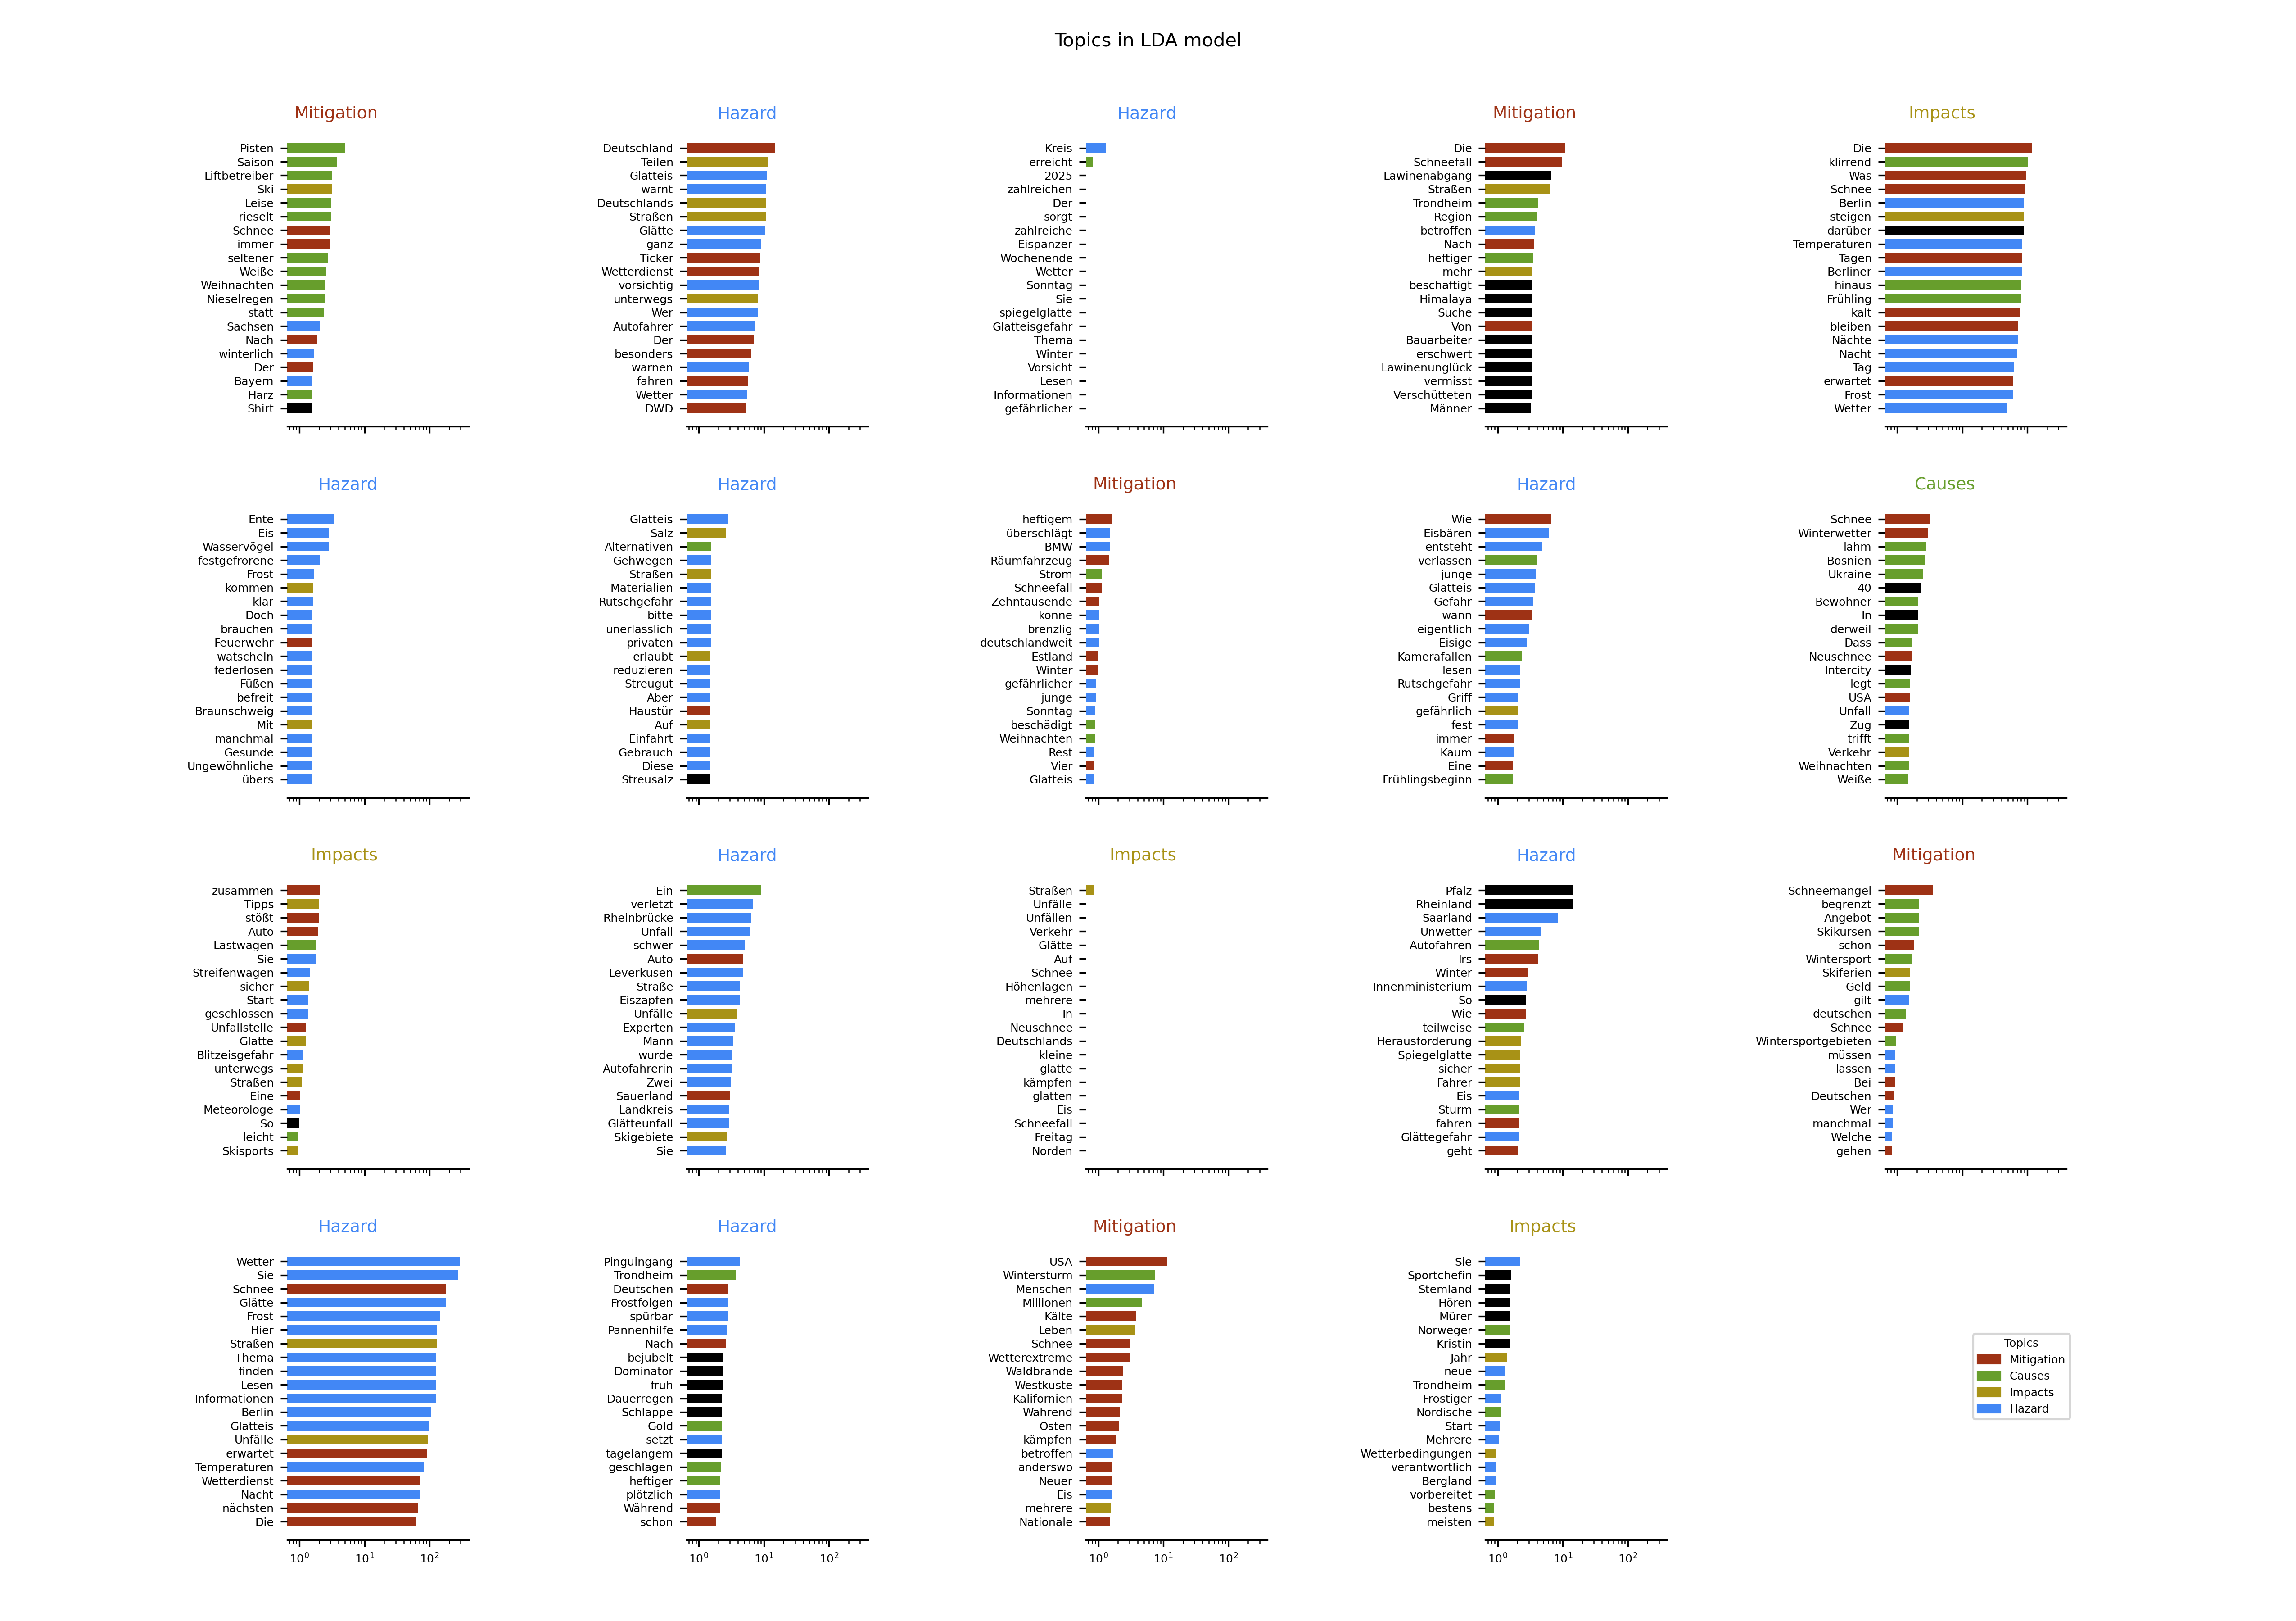 Topics in LDA model
Mitigation
Pisten
Saison
Liftbetreiber
Ski
Leise
rieselt
Schnee
immer
seltener
Weiße
Weihnachten
Nieselregen
statt
Sachsen
Nach
winterlich
Der
Bayern
Harz
Shirt
Hazard
Deutschland
Teilen
Glatteis
warnt
Deutschlands
Straßen
Glätte
ganz
Ticker
Wetterdienst
vorsichtig
unterwegs
Wer
Autofahrer
Der
besonders
warnen
fahren
Wetter
DWD
Hazard
Kreis
erreicht
2025
zahlreichen
Der
sorgt
zahlreiche
Eispanzer
Wochenende
Wetter
Sonntag
Sie
spiegelglatte
Glatteisgefahr
Thema
Winter
Vorsicht
Lesen
Informationen
gefährlicher
Mitigation
Die
Schneefall
Lawinenabgang
Straßen
Trondheim
Region
betroffen
Nach
heftiger
mehr
beschäftigt
Himalaya
Suche
Von
Bauarbeiter
erschwert
Lawinenunglück
vermisst
Verschütteten
Männer
Impacts
Die
klirrend
Was
Schnee
Berlin
steigen
darüber
Temperaturen
Tagen
Berliner
hinaus
Frühling
kalt
bleiben
Nächte
Nacht
Tag
erwartet
Frost
Wetter
Hazard
Ente
Eis
Wasservögel
festgefrorene
Frost
kommen
klar
Doch
brauchen
Feuerwehr
watscheln
federlosen
Füßen
befreit
Braunschweig
Mit
manchmal
Gesunde
Ungewöhnliche
übers
Hazard
Glatteis
Salz
Alternativen
Gehwegen
Straßen
Materialien
Rutschgefahr
bitte
unerlässlich
privaten
erlaubt
reduzieren
Streugut
Aber
Haustür
Auf
Einfahrt
Gebrauch
Diese
Streusalz
Mitigation
heftigem
überschlägt
BMW
Räumfahrzeug
Strom
Schneefall
Zehntausende
könne
brenzlig
deutschlandweit
Estland
Winter
gefährlicher
junge
Sonntag
beschädigt
Weihnachten
Rest
Vier
Glatteis
Hazard
Wie
Eisbären
entsteht
verlassen
junge
Glatteis
Gefahr
wann
eigentlich
Eisige
Kamerafallen
lesen
Rutschgefahr
Griff
gefährlich
fest
immer
Kaum
Eine
Frühlingsbeginn
Causes
Schnee
Winterwetter
lahm
Bosnien
Ukraine
40
Bewohner
In
derweil
Dass
Neuschnee
Intercity
legt
USA
Unfall
Zug
trifft
Verkehr
Weihnachten
Weiße
Impacts
zusammen
Tipps
stößt
Auto
Lastwagen
Sie
Streifenwagen
sicher
Start
geschlossen
Unfallstelle
Glatte
Blitzeisgefahr
unterwegs
Straßen
Eine
Meteorologe
So
leicht
Skisports
Hazard
Ein
verletzt
Rheinbrücke
Unfall
schwer
Auto
Leverkusen
Straße
Eiszapfen
Unfälle
Experten
Mann
wurde
Autofahrerin
Zwei
Sauerland
Landkreis
Glätteunfall
Skigebiete
Sie
Impacts
Straßen
Unfälle
Unfällen
Verkehr
Glätte
Auf
Schnee
Höhenlagen
mehrere
In
Neuschnee
Deutschlands
kleine
glatte
kämpfen
glatten
Eis
Schneefall
Freitag
Norden
Hazard
Pfalz
Rheinland
Saarland
Unwetter
Autofahren
Irs
Winter
Innenministerium
So
Wie
teilweise
Herausforderung
Spiegelglatte
sicher
Fahrer
Eis
Sturm
fahren
Glättegefahr
geht
Mitigation
Schneemangel
begrenzt
Angebot
Skikursen
schon
Wintersport
Skiferien
Geld
gilt
deutschen
Schnee
Wintersportgebieten
müssen
lassen
Bei
Deutschen
Wer
manchmal
Welche
gehen
Hazard
Wetter
Sie
Schnee
Glätte
Frost
Hier
Straßen
Thema
finden
Lesen
Informationen
Berlin
Glatteis
Unfälle
erwartet
Temperaturen
Wetterdienst
Nacht
nächsten
Die
10⁰ 10¹ 10²
Hazard
Pinguingang
Trondheim
Deutschen
Frostfolgen
spürbar
Pannenhilfe
Nach
bejubelt
Dominator
früh
Dauerregen
Schlappe
Gold
setzt
tagelangem
geschlagen
heftiger
plötzlich
Während
schon
10⁰ 10¹ 10²
Mitigation
USA
Wintersturm
Menschen
Millionen
Kälte
Leben
Schnee
Wetterextreme
Waldbrände
Westküste
Kalifornien
Während
Osten
kämpfen
betroffen
anderswo
Neuer
Eis
mehrere
Nationale
10⁰ 10¹ 10²
Impacts
Sie
Sportchefin
Stemland
Hören
Mürer
Norweger
Kristin
Jahr
neue
Trondheim
Frostiger
Nordische
Start
Mehrere
Wetterbedingungen
verantwortlich
Bergland
vorbereitet
bestens
meisten
10⁰ 10¹ 10²
Topics
Mitigation
Causes
Impacts
Hazard